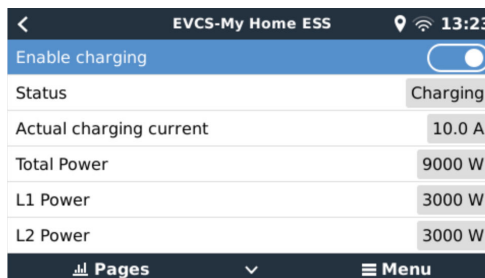 EVCS-My Home ESS 13:23
Enable charging
Status Charging
Actual charging current 10.0 A
Total Power 9000 W
L1 Power 3000 W
L2 Power 3000 W
Pages Menu